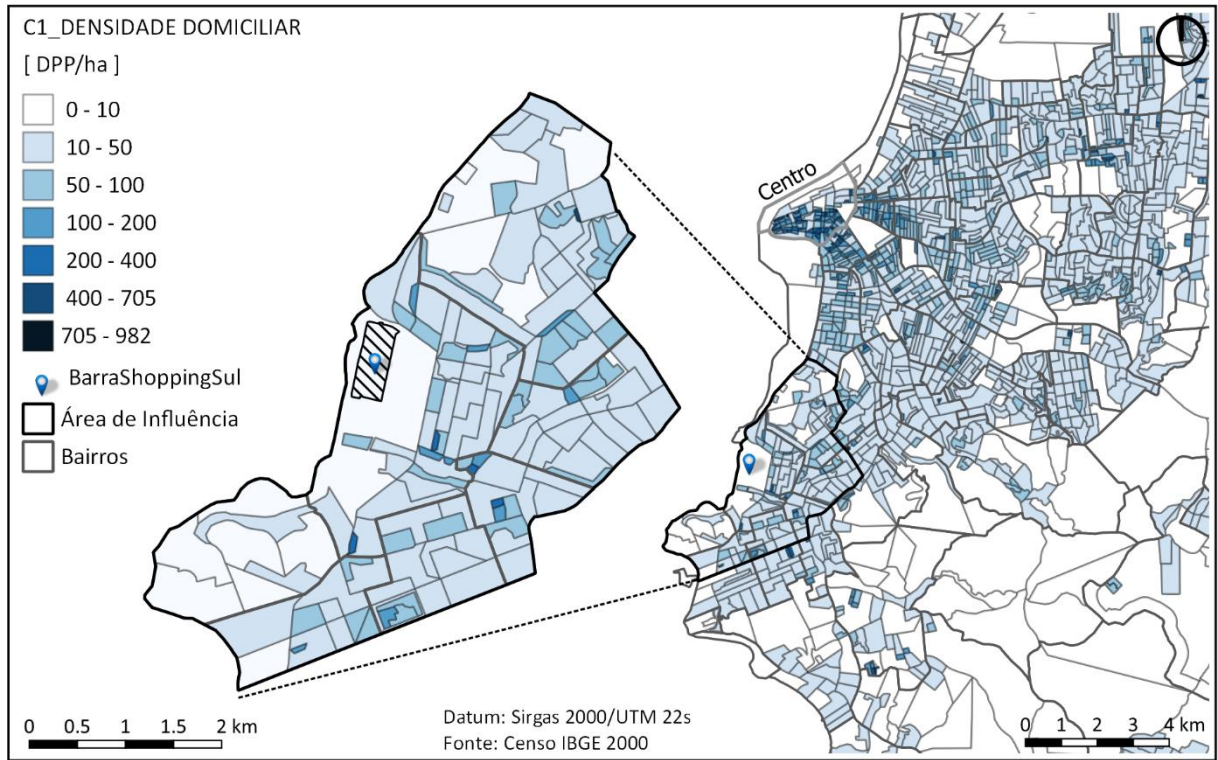 C1_DENSIDADE DOMICILIAR
[ DPP/ha ]
0 - 10
10 - 50
50 - 100
100 - 200
200 - 400
400 - 705
705 - 982
BarraShoppingSul
Área de Influência
Bairros
Centro
0 0.5 1 1.5 2 km
Datum: Sirgas 2000/UTM 22s
Fonte: Censo IBGE 2000
0 1 2 3 4 km